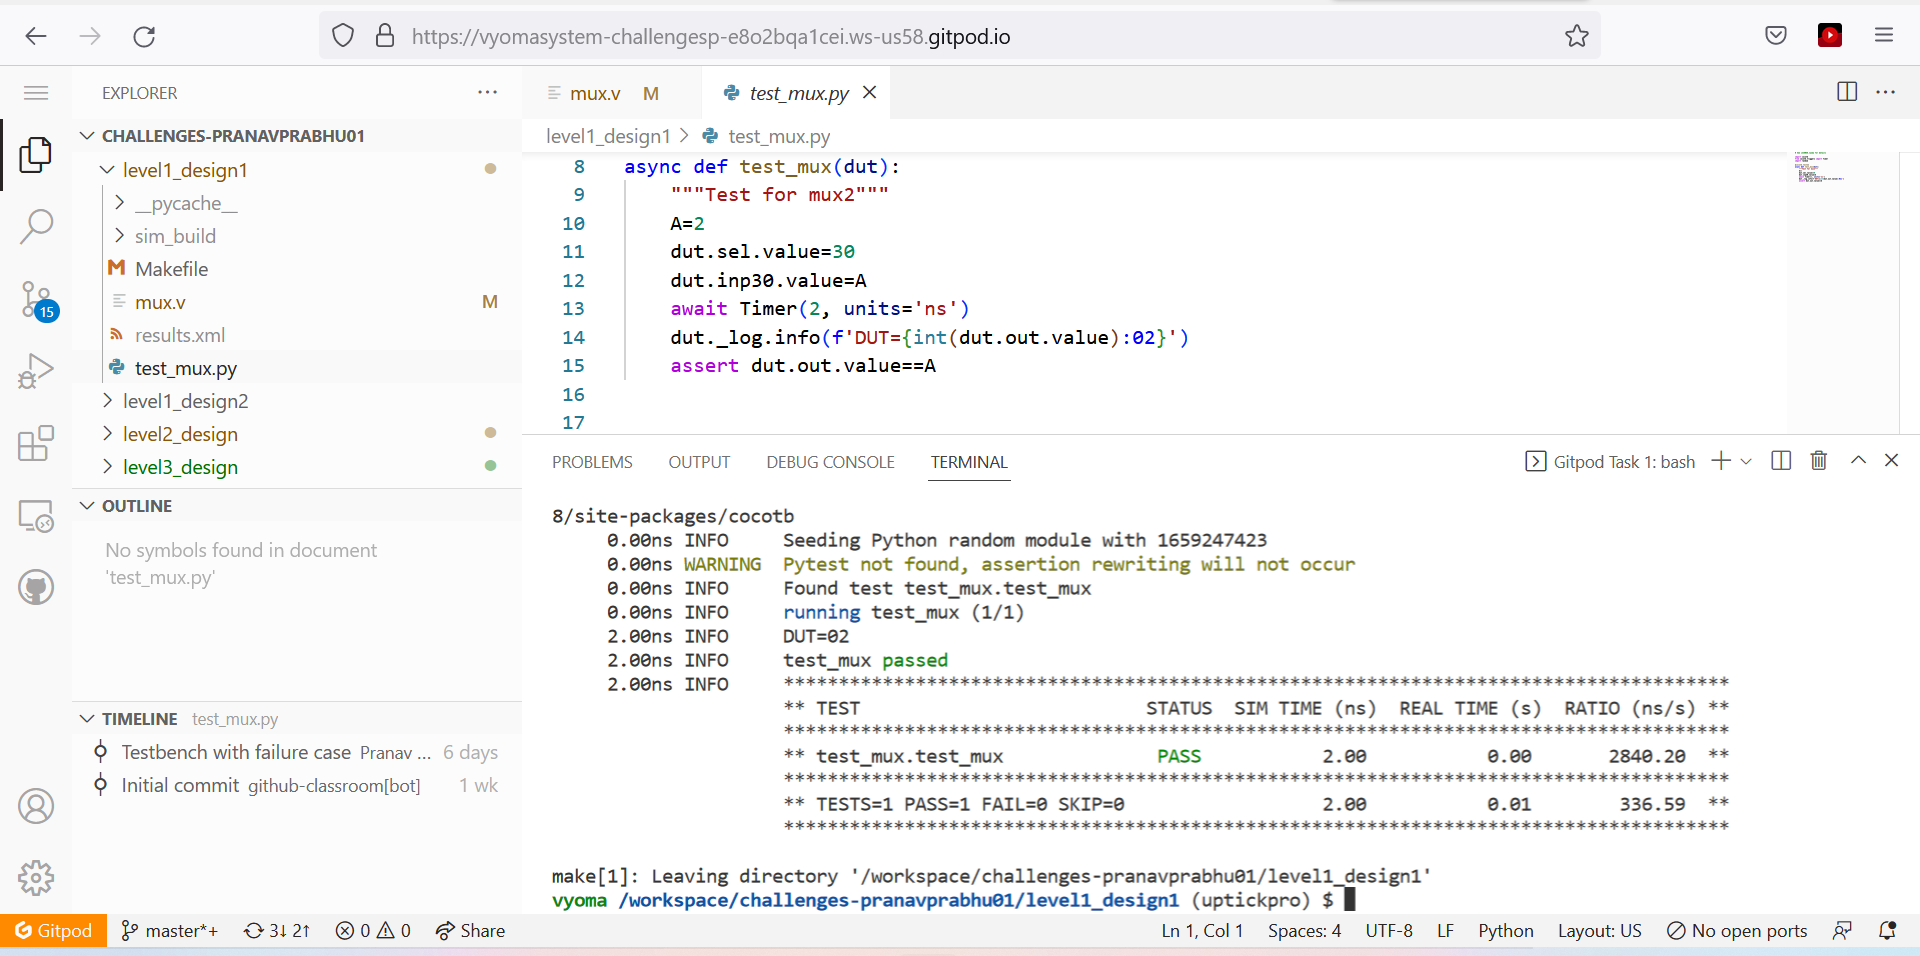 https://vyomasystem-challengesp-e8o2bqa1cei.ws-us58.gitpod.io
EXPLORER
CHALLENGES-PRANAVPRABHU01
level1_design1
__pycache__
sim_build
Makefile
mux.v M
results.xml
test_mux.py
level1_design2
level2_design
level3_design
OUTLINE
No symbols found in document
'test_mux.py'
TIMELINE test_mux.py
Testbench with failure case Pranav ... 6 days
Initial commit github-classroom[bot] 1 wk
15
mux.v M test_mux.py
level1_design1 > test_mux.py
8 async def test_mux(dut):
9 """Test for mux2"""
10 A=2
11 dut.sel.value=30
12 dut.inp30.value=A
13 await Timer(2, units='ns')
14 dut._log.info(f'DUT={int(dut.out.value):02}')
15 assert dut.out.value==A
16
17
PROBLEMS OUTPUT DEBUG CONSOLE TERMINAL Gitpod Task 1: bash
8/site-packages/cocotb
0.00ns INFO Seeding Python random module with 1659247423
0.00ns WARNING Pytest not found, assertion rewriting will not occur
0.00ns INFO Found test test_mux.test_mux
0.00ns INFO running test_mux (1/1)
2.00ns INFO DUT=02
2.00ns INFO test_mux passed
2.00ns INFO **************************************************************************************
** TEST STATUS SIM TIME (ns) REAL TIME (s) RATIO (ns/s) **
**************************************************************************************
** test_mux.test_mux PASS 2.00 0.00 2840.20 **
**************************************************************************************
** TESTS=1 PASS=1 FAIL=0 SKIP=0 2.00 0.01 336.59 **
**************************************************************************************
make[1]: Leaving directory '/workspace/challenges-pranavprabhu01/level1_design1'
vyoma /workspace/challenges-pranavprabhu01/level1_design1 (uptickpro) $
Gitpod master*+ 3↓ 2↑ 0 0 Share Ln 1, Col 1 Spaces: 4 UTF-8 LF Python Layout: US No open ports